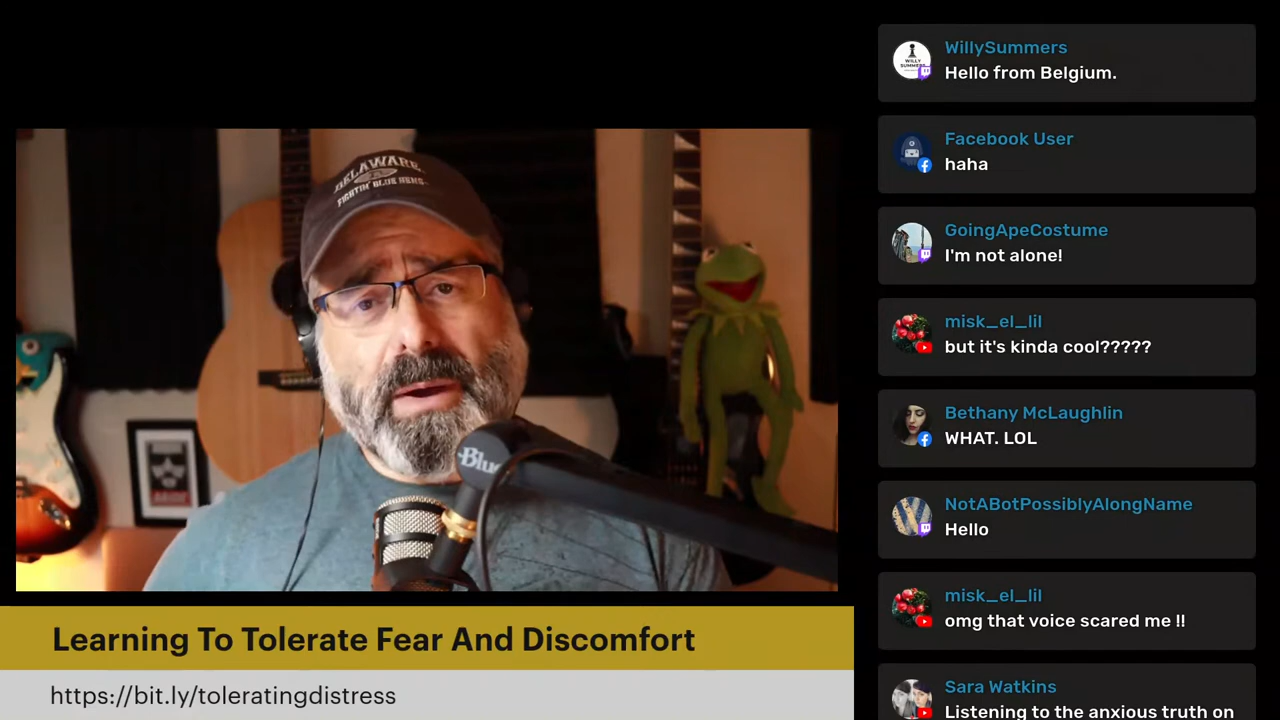 DELAWARE
FIGHTIN' BLUE HENS
Blue
Learning To Tolerate Fear And Discomfort
https://bit.ly/toleratingdistress
WillySummers
Hello from Belgium.
Facebook User
haha
GoingApeCostume
I'm not alone!
misk_el_lil
but it's kinda cool?????
Bethany McLaughlin
WHAT. LOL
NotABotPossiblyAlongName
Hello
misk_el_lil
omg that voice scared me !!
Sara Watkins
Listening to the anxious truth on